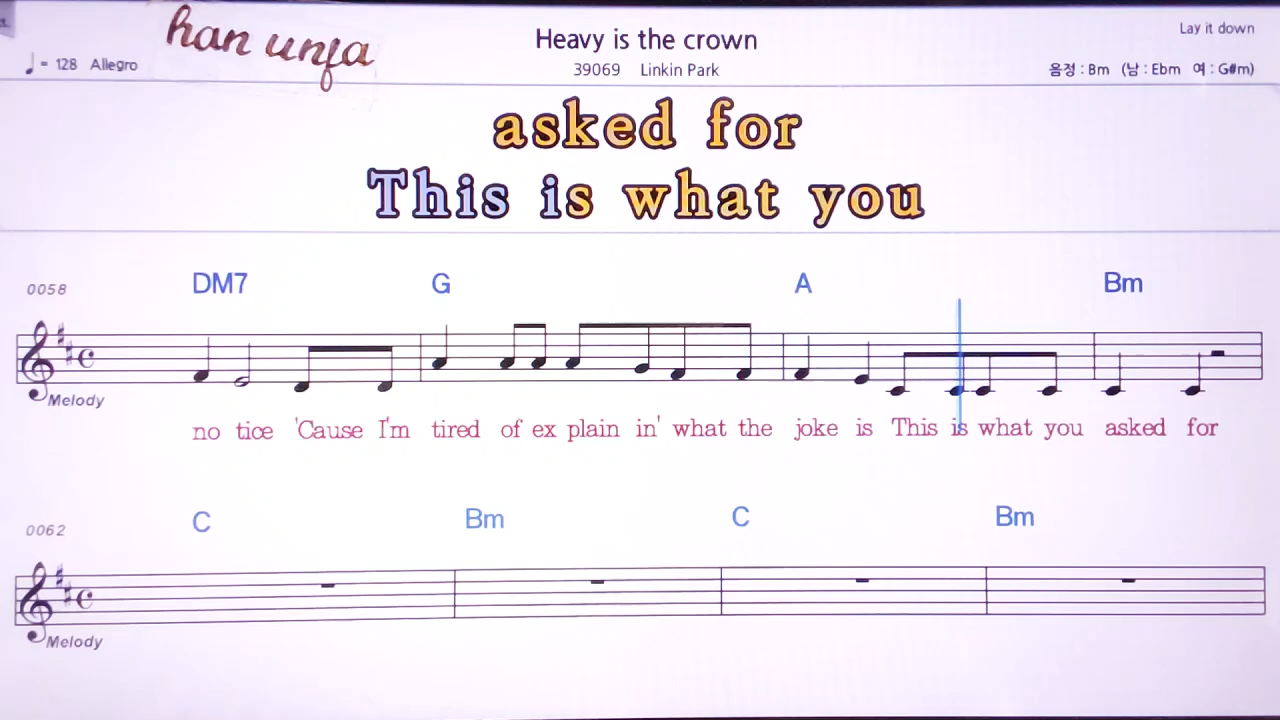 han unfa
Heavy is the crown
Lay it down
= 128 Allegro
39069 Linkin Park
음정 : Bm (남 : Ebm 여 : G#m)
asked for
This is what you
0058
DM7 G A Bm
Melody
no tice 'Cause I'm tired of ex plain in' what the joke is This is what you asked for
0062
C Bm C Bm
Melody